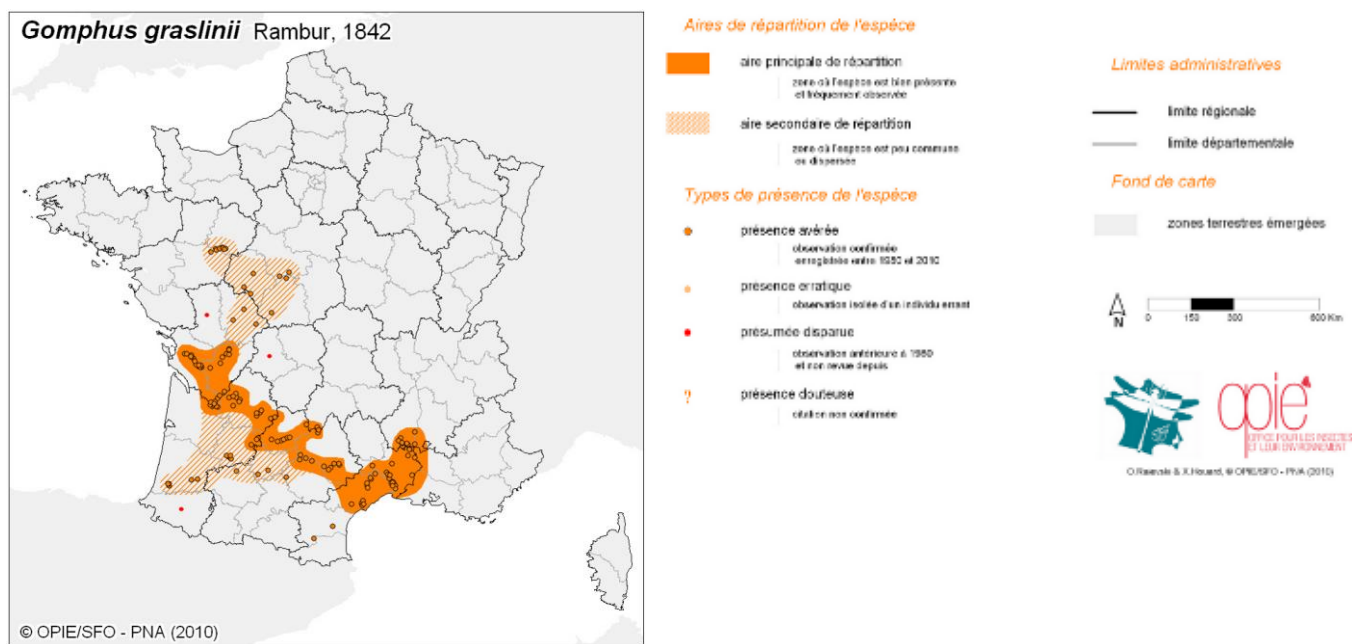 Gomphus graslinii Rambur, 1842
© OPIE/SFO - PNA (2010)
Aires de répartition de l'espèce
aire principale de répartition
zone où l'espèce est bien présente
et fréquemment observée
aire secondaire de répartition
zone où l'espèce est peu commune
ou dispersée
Types de présence de l'espèce
présence avérée
observation confirmée
enregistrée entre 1980 et 2010
présence erratique
observation isolée d'un individu errant
présumée disparue
observation antérieure à 1980
et non revue depuis
?
présence douteuse
citation non confirmée
Limites administratives
limite régionale
limite départementale
Fond de carte
zones terrestres émergées
N
0 150 300 600 Km
opie
OFFICE POUR LES INSECTES
ET LEUR ENVIRONNEMENT
X.Houard, © OPIE/SFO - PNA (2010)